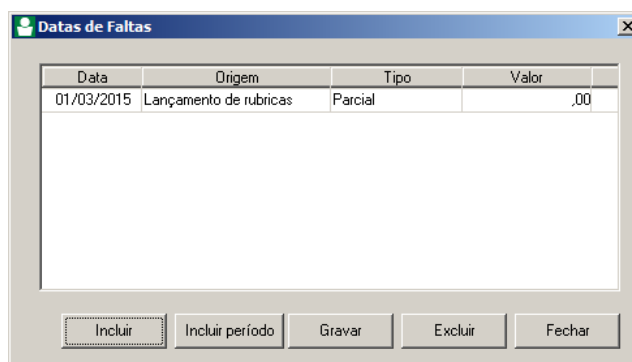 Datas de Faltas
Data Origem Tipo Valor
01/03/2015 Lançamento de rubricas Parcial ,00
Incluir Incluir período Gravar Excluir Fechar